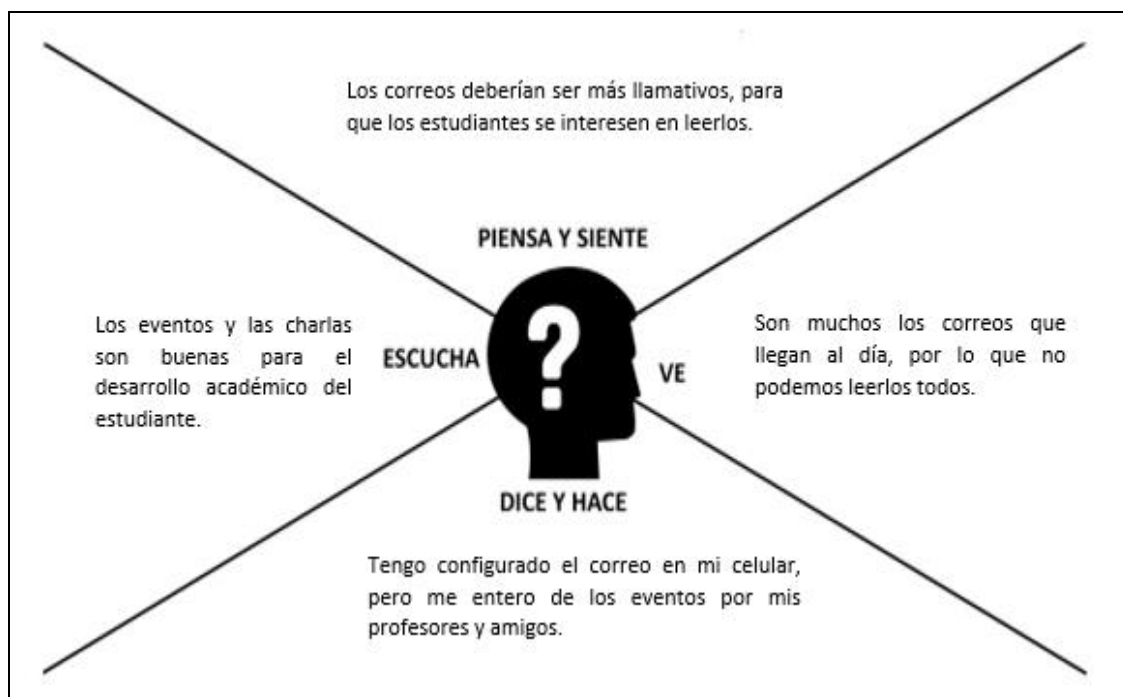 Los correos deberían ser más llamativos, para
que los estudiantes se interesen en leerlos.
PIENSA Y SIENTE
Los eventos y las charlas
son buenas para el
desarrollo académico del
estudiante.
ESCUCHA
?
VE
Son muchos los correos que
llegan al día, por lo que no
podemos leerlos todos.
DICE Y HACE
Tengo configurado el correo en mi celular,
pero me entero de los eventos por mis
profesores y amigos.